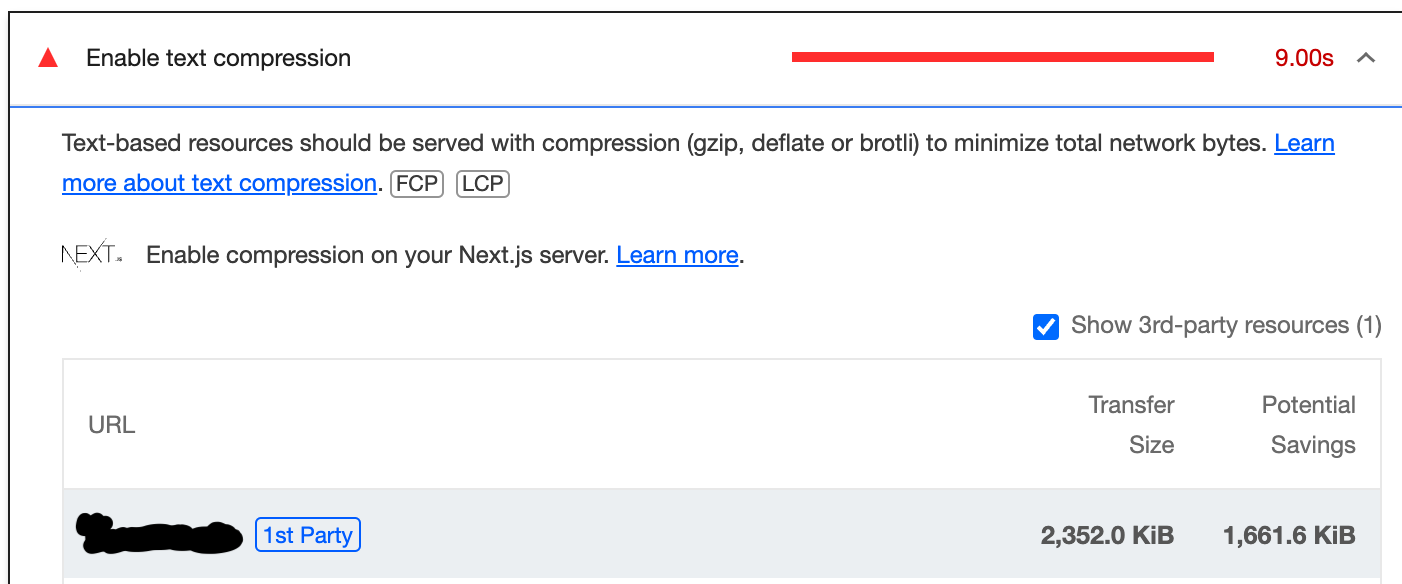 Enable text compression 9.00s
Text-based resources should be served with compression (gzip, deflate or brotli) to minimize total network bytes. Learn
more about text compression. FCP LCP
NEXT.JS Enable compression on your Next.js server. Learn more.
Show 3rd-party resources (1)
URL Transfer Size Potential Savings
1st Party 2,352.0 KiB 1,661.6 KiB